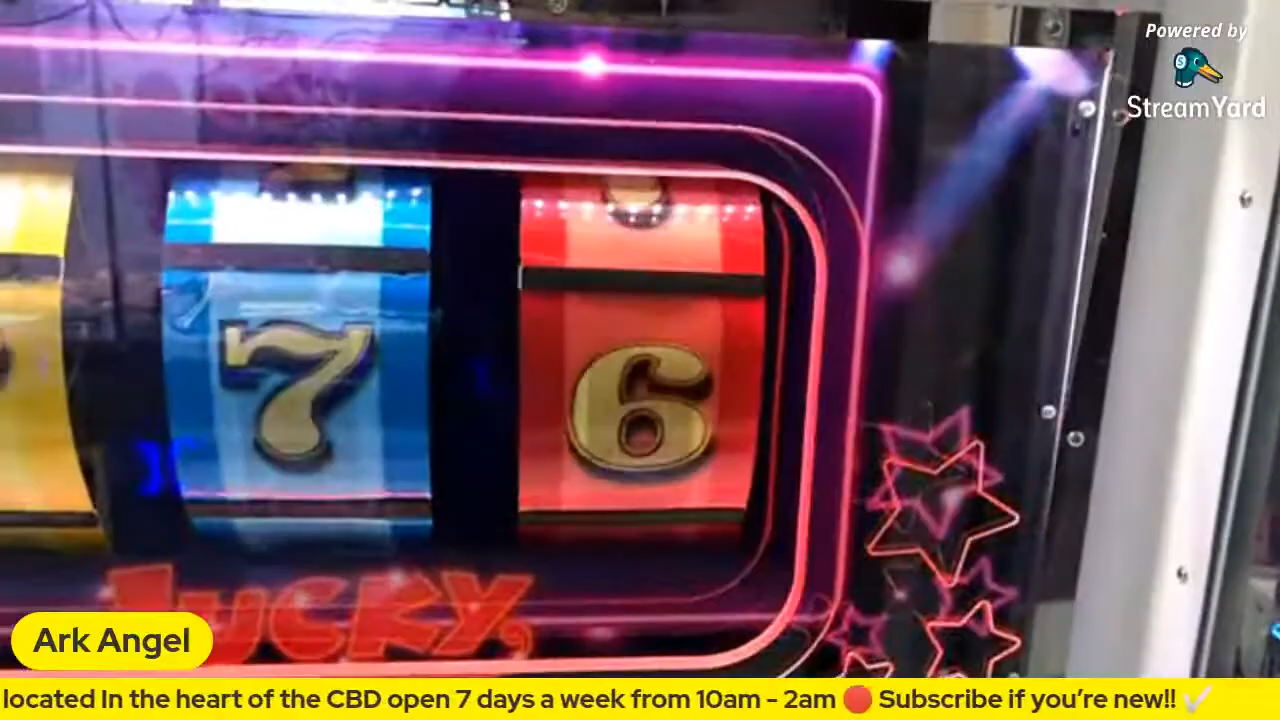 Powered by
StreamYard
7
6
Lucky
Ark Angel
located In the heart of the CBD open 7 days a week from 10am - 2am 🔴 Subscribe if you’re new!! ✔️